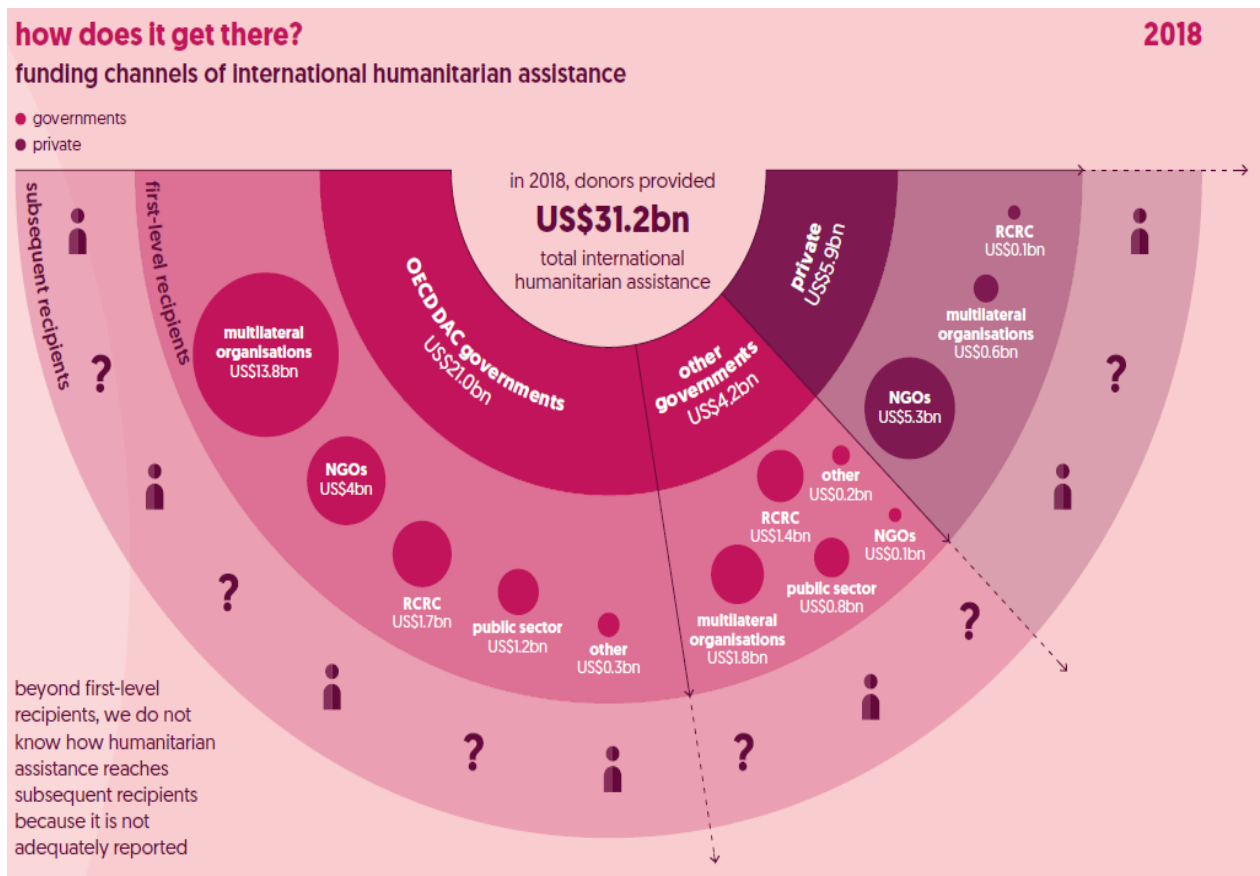 how does it get there?
2018
funding channels of international humanitarian assistance
governments
private
in 2018, donors provided
US$31.2bn
total international
humanitarian assistance
subsequent recipients
first-level recipients
OECD DAC governments
US$21.0bn
other
governments
US$4.2bn
private
US$5.9bn
multilateral
organisations
US$13.8bn
NGOs
US$4bn
RCRC
US$1.7bn
public sector
US$1.2bn
other
US$0.3bn
RCRC
US$1.4bn
other
US$0.2bn
NGOs
US$0.1bn
public sector
US$0.8bn
multilateral
organisations
US$1.8bn
RCRC
US$0.1bn
multilateral
organisations
US$0.6bn
NGOs
US$5.3bn
?
?
?
?
?
?
beyond first-level
recipients, we do not
know how humanitarian
assistance reaches
subsequent recipients
because it is not
adequately reported